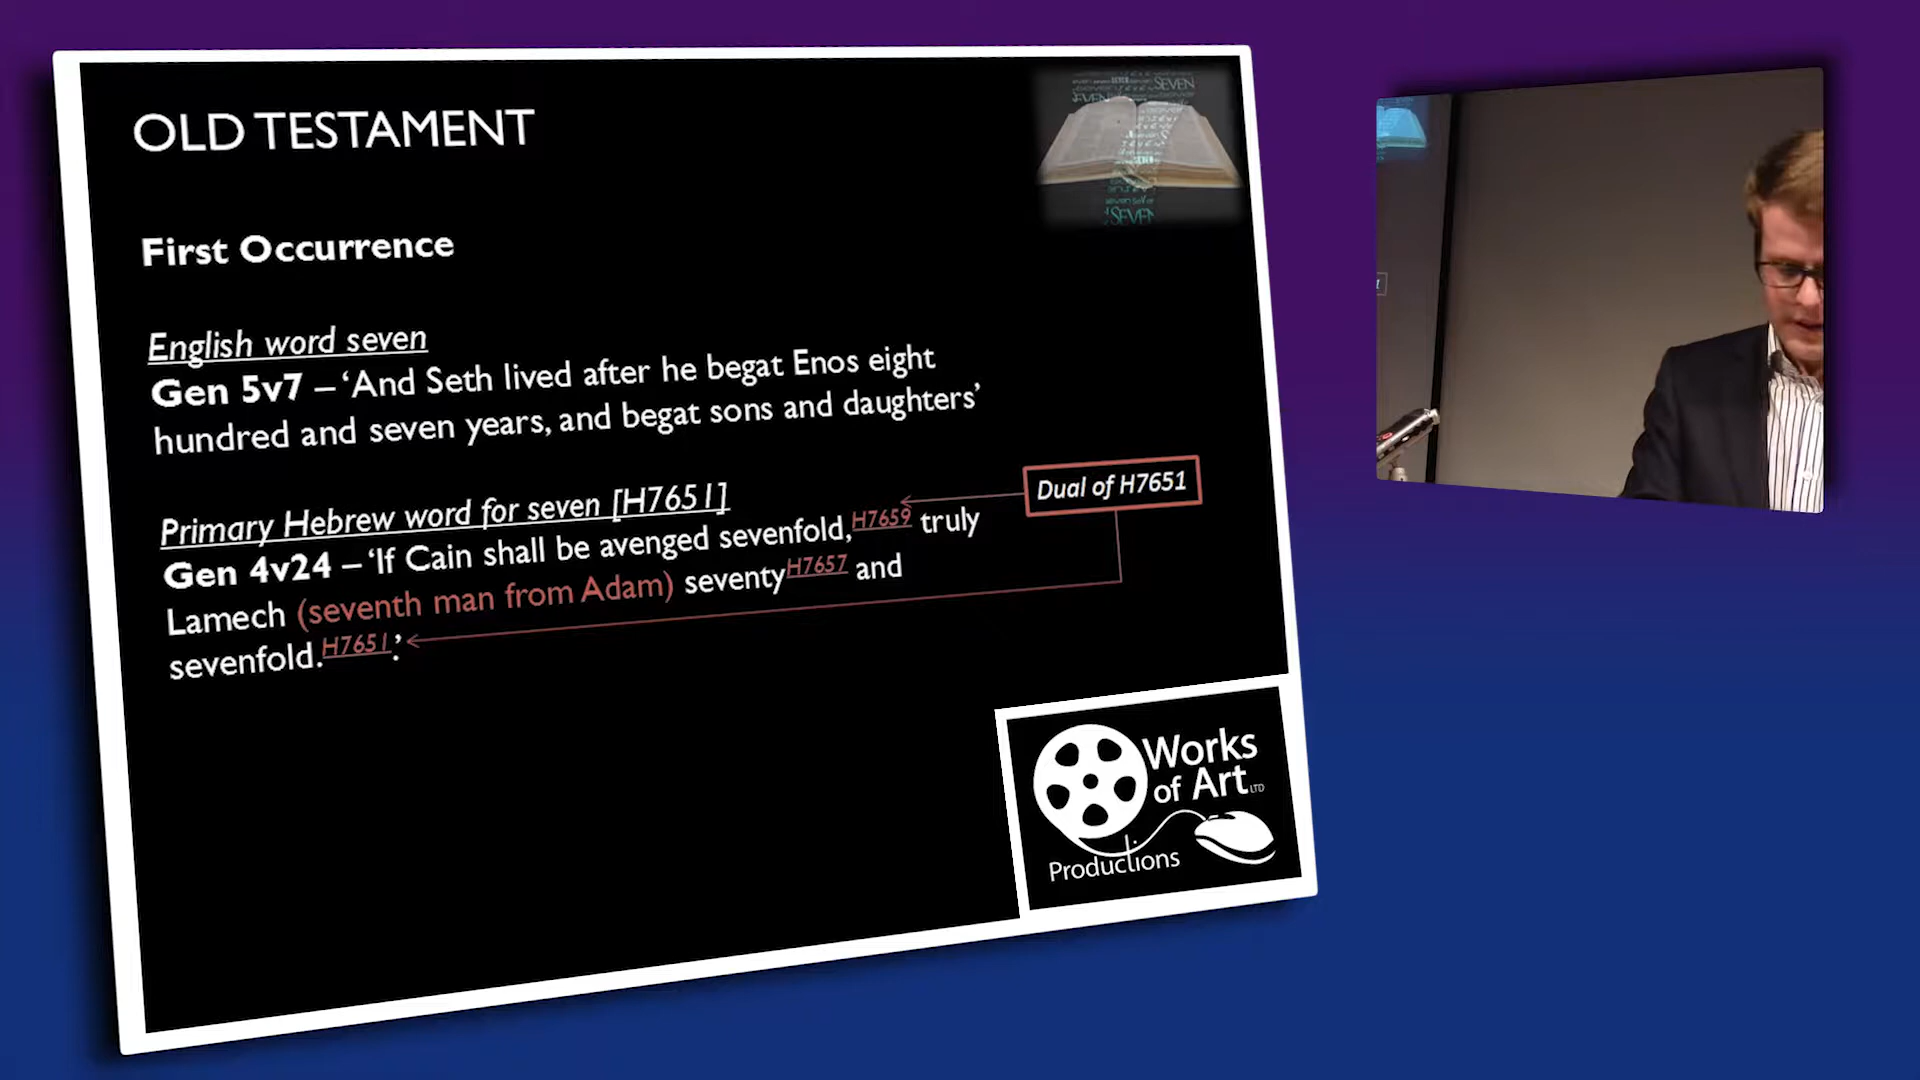 OLD TESTAMENT
SEVEN
SEVEN
First Occurrence
English word seven
Gen 5v7 – ‘And Seth lived after he begat Enos eight
hundred and seven years, and begat sons and daughters’
Primary Hebrew word for seven [H7651]
Dual of H7651
Gen 4v24 – ‘If Cain shall be avenged sevenfold,H7659 truly
Lamech (seventh man from Adam) seventyH7657 and
sevenfold.H7651’
Works
of Art LTD
Productions